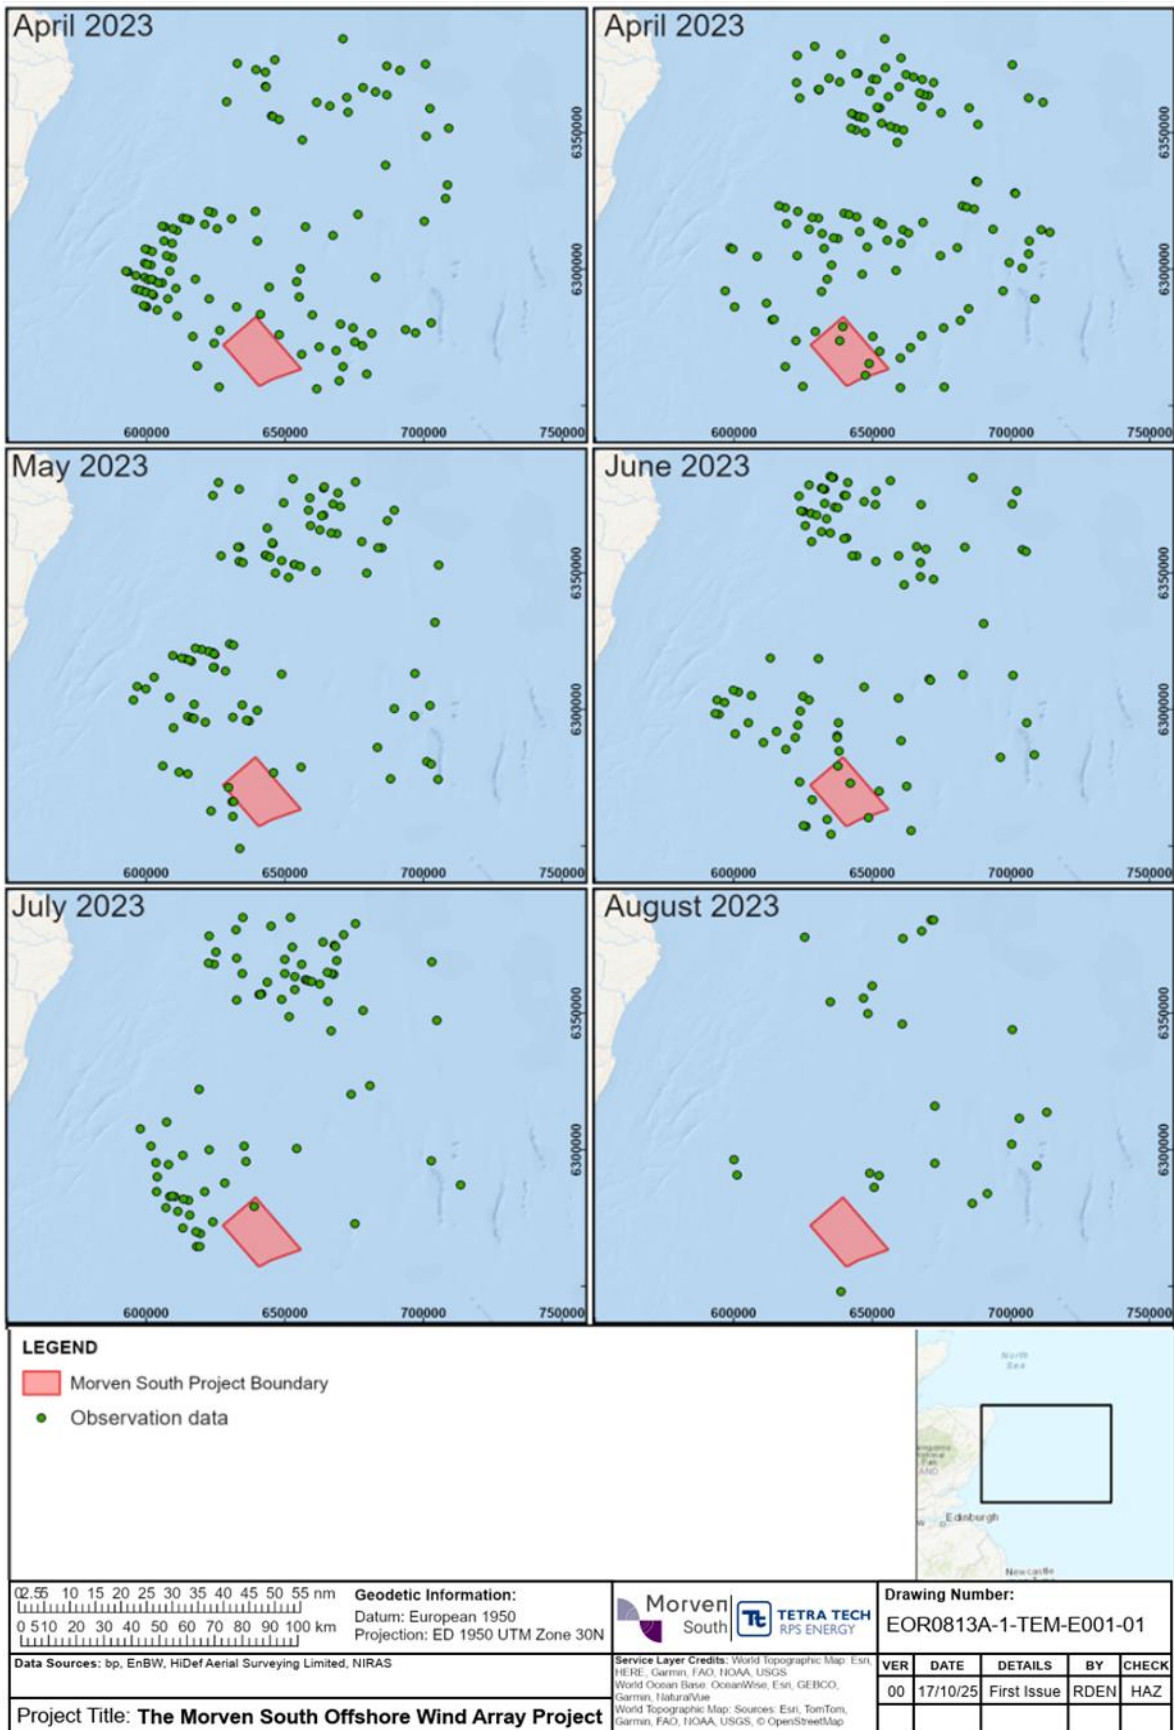 April 2023
April 2023
6350000
6300000
600000 650000 700000 750000
6350000
6300000
600000 650000 700000 750000
May 2023
June 2023
6350000
6300000
600000 650000 700000 750000
6350000
6300000
600000 650000 700000 750000
July 2023
August 2023
6350000
6300000
600000 650000 700000 750000
6350000
6300000
600000 650000 700000 750000
LEGEND
Morven South Project Boundary
Observation data
North
Sea
Edinburgh
Newcastle
02.55 10 15 20 25 30 35 40 45 50 55 nm
0 510 20 30 40 50 60 70 80 90 100 km
Geodetic Information:
Datum: European 1950
Projection: ED 1950 UTM Zone 30N
Morven
South
Tt
TETRA TECH
RPS ENERGY
Drawing Number:
EOR0813A-1-TEM-E001-01
Data Sources: bp, EnBW, HiDef Aerial Surveying Limited, NIRAS
Service Layer Credits: World Topographic Map: Esri,
HERE, Garmin, FAO, NOAA, USGS
World Ocean Base: OceanWise, Esri, GEBCO,
Garmin, NaturalVue
World Topographic Map: Sources: Esri, TomTom,
Garmin, FAO, NOAA, USGS, © OpenStreetMap
VER DATE DETAILS BY CHECK
00 17/10/25 First Issue RDEN HAZ
Project Title: The Morven South Offshore Wind Array Project